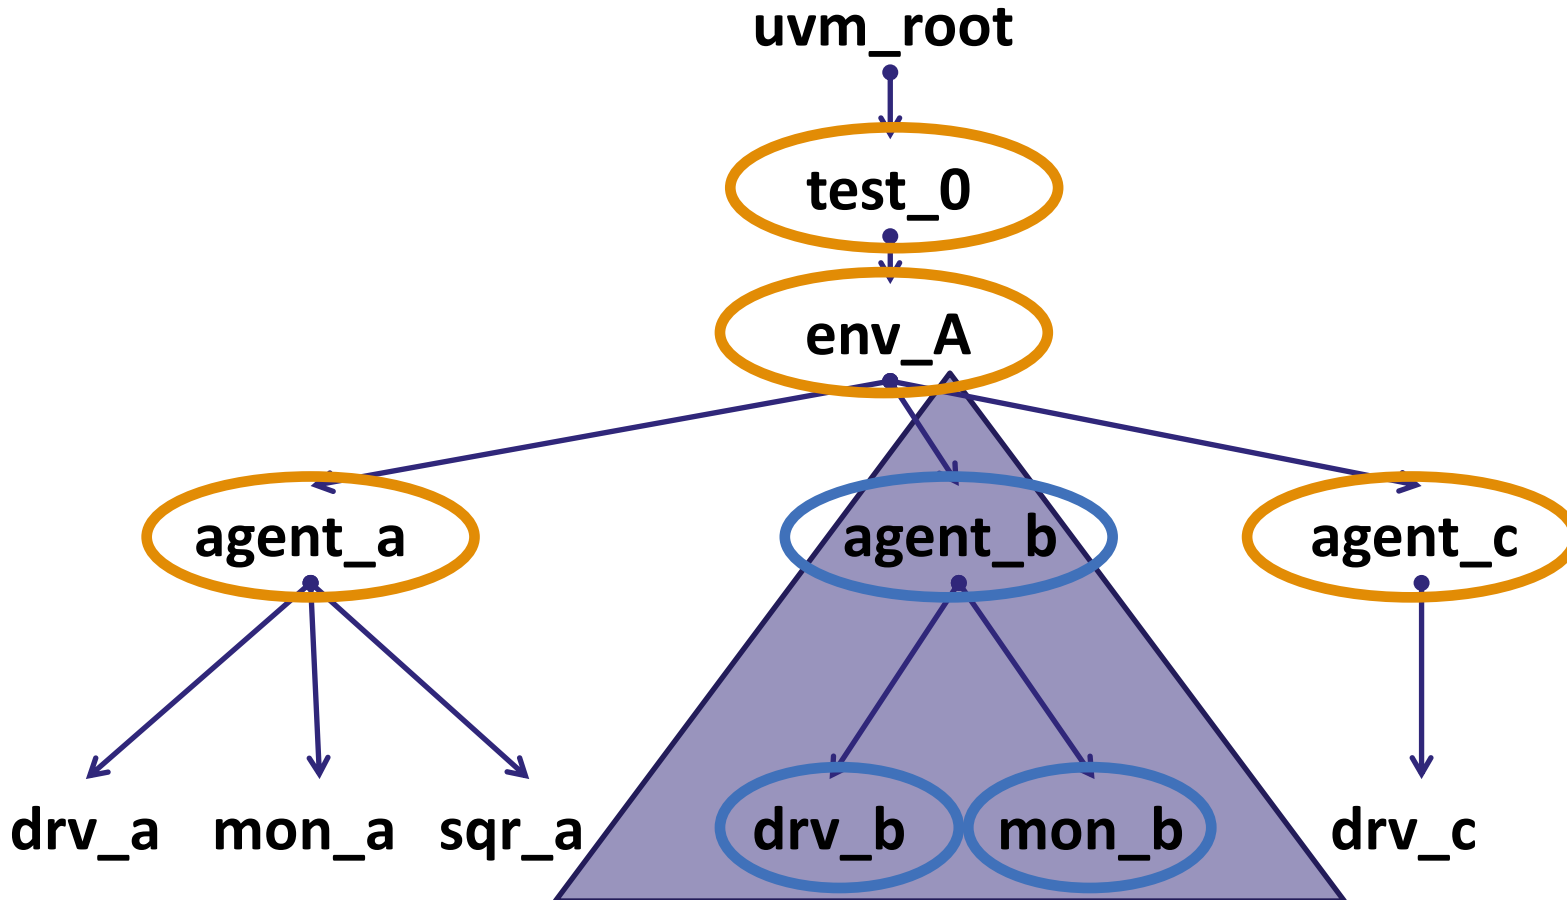 uvm_root
test_0
env_A
agent_a agent_b agent_c
drv_a mon_a sqr_a drv_b mon_b drv_c